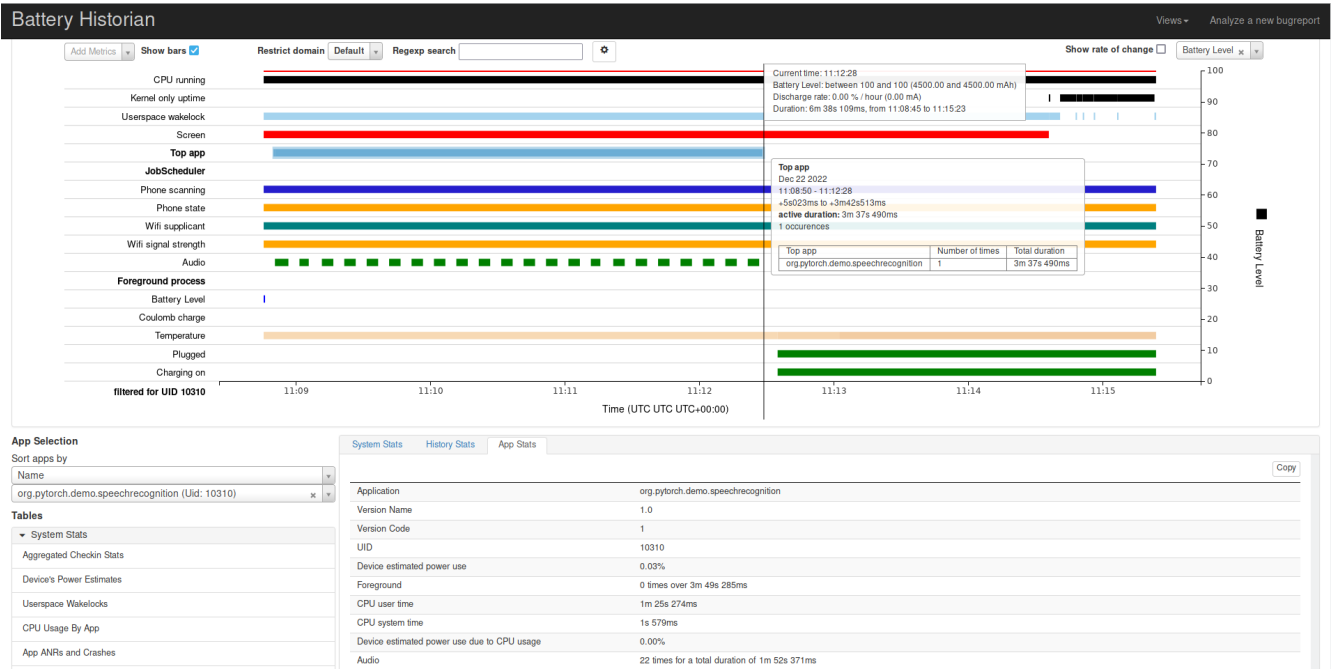 Battery Historian
Views Analyze a new bugreport
Add Metrics Show bars Restrict domain Default Regexp search Show rate of change Battery Level ×
Current time: 11:12:28
Battery Level: between 100 and 100 (4500.00 and 4500.00 mAh)
Discharge rate: 0.00 % / hour (0.00 mA)
Duration: 6m 38s 109ms, from 11:08:45 to 11:15:23
CPU running
Kernel only uptime
Userspace wakelock
Screen
Top app
JobScheduler
Phone scanning
Phone state
Wifi supplicant
Wifi signal strength
Audio
Foreground process
Battery Level
Coulomb charge
Temperature
Plugged
Charging on
filtered for UID 10310
Top app
Dec 22 2022
11:08:50 - 11:12:28
+5s023ms to +3m42s513ms
active duration: 3m 37s 490ms
1 occurences
Top app Number of times Total duration
org.pytorch.demo.speechrecognition 1 3m 37s 490ms
100
90
80
70
60
50
40
30
20
10
0
Battery Level
11:09 11:10 11:11 11:12 11:13 11:14 11:15
Time (UTC UTC UTC+00:00)
App Selection
Sort apps by
Name
org.pytorch.demo.speechrecognition (Uid: 10310) ×
Tables
System Stats
Aggregated Checkin Stats
Device's Power Estimates
Userspace Wakelocks
CPU Usage By App
App ANRs and Crashes
System Stats History Stats App Stats
Copy
Application org.pytorch.demo.speechrecognition
Version Name 1.0
Version Code 1
UID 10310
Device estimated power use 0.03%
Foreground 0 times over 3m 49s 285ms
CPU user time 1m 25s 274ms
CPU system time 1s 579ms
Device estimated power use due to CPU usage 0.00%
Audio 22 times for a total duration of 1m 52s 371ms